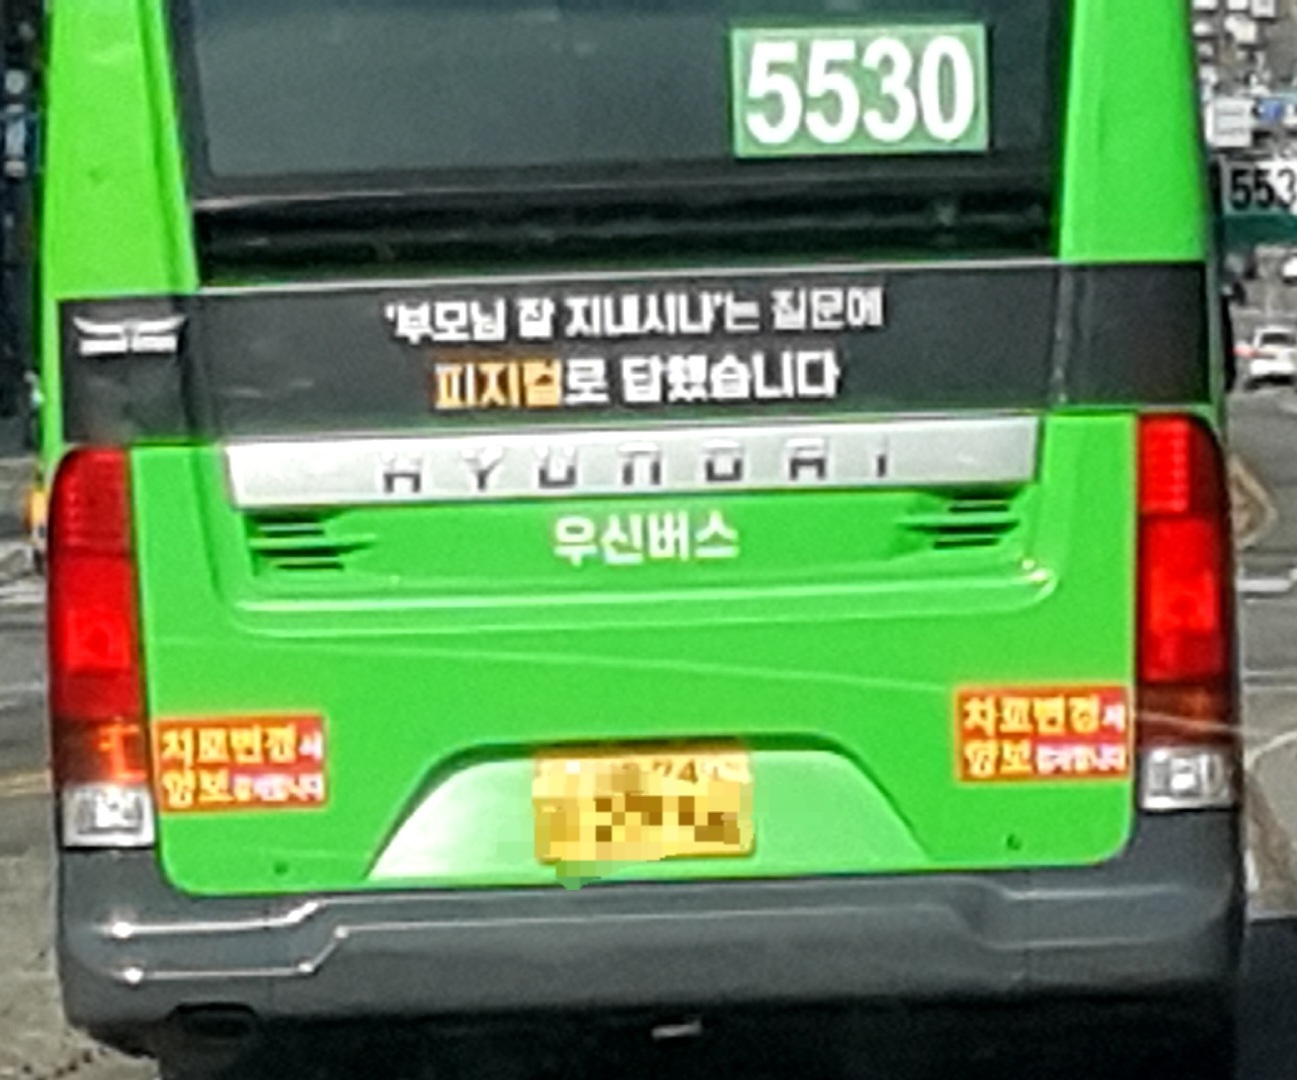 5530
553
'부모님 잘 지내시나'는 질문에
피지컬로 답했습니다
HYUNDAI
우신버스
차로변경시
양보
차로변경시
양보